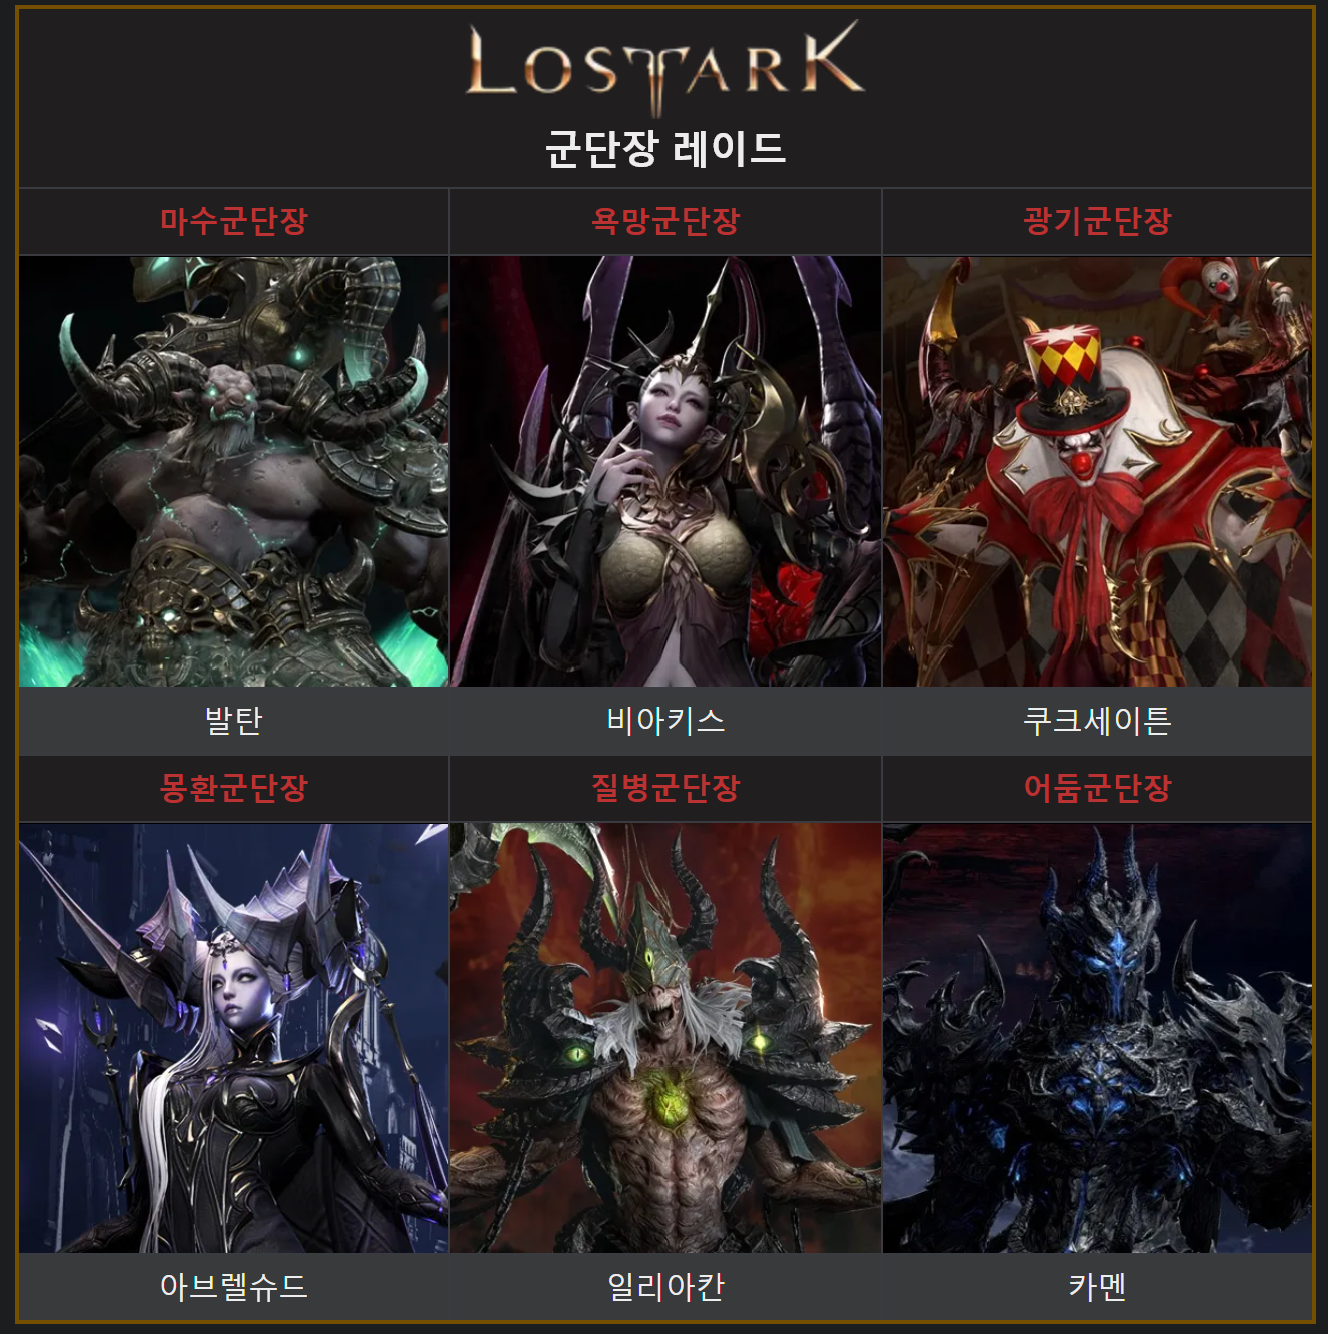 LOSTARK
군단장 레이드
마수군단장 욕망군단장 광기군단장
발탄 비아키스 쿠크세이튼
몽환군단장 질병군단장 어둠군단장
아브렐슈드 일리아칸 카멘